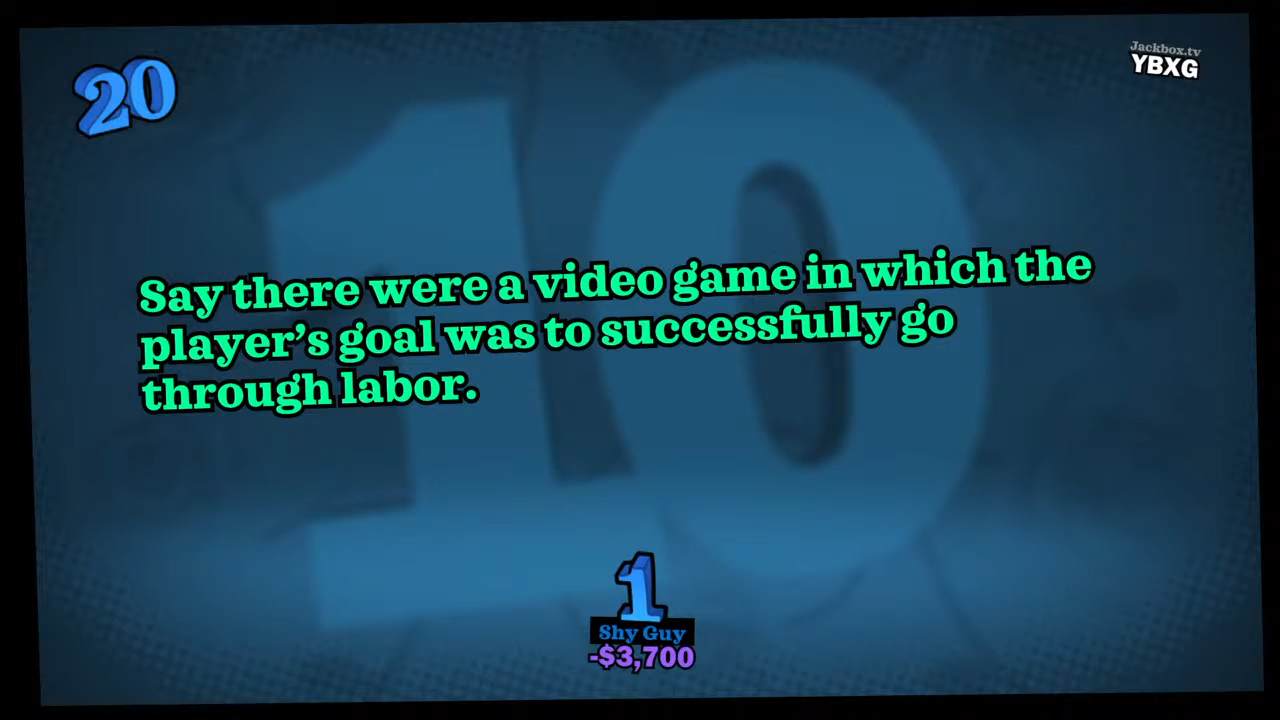 20
Jackbox.tv
YBXG
Say there were a video game in which the
player's goal was to successfully go
through labor.
10
1
Shy Guy
-$3,700